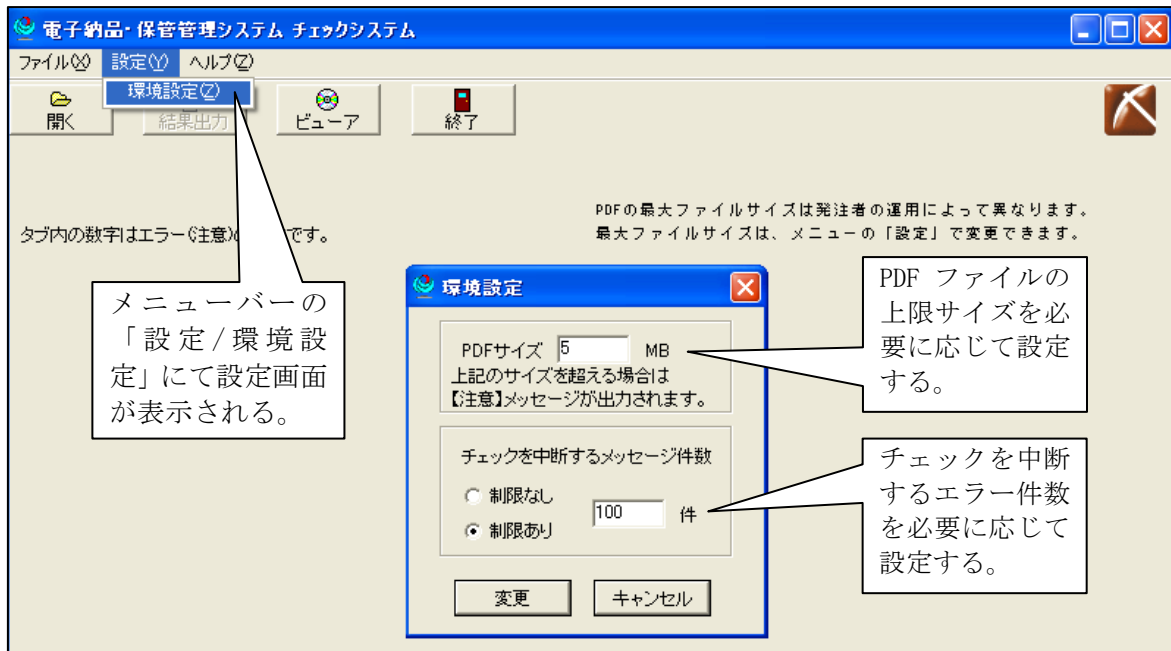 電子納品・保管管理システム チェックシステム
ファイル(X) 設定(Y) ヘルプ(Z)
環境設定(Z)
開く 結果出力 ビューア 終了
PDFの最大ファイルサイズは発注者の運用によって異なります。
最大ファイルサイズは、メニューの「設定」で変更できます。
タブ内の数字はエラー(注意)の です。
メニューバーの
「設定/環境設
定」にて設定画面
が表示される。
環境設定
PDFサイズ 5 MB
上記のサイズを超える場合は
【注意】メッセージが出力されます。
チェックを中断するメッセージ件数
制限なし
制限あり
100 件
変更 キャンセル
PDF ファイルの
上限サイズを必
要に応じて設定
する。
チェックを中断
するエラー件数
を必要に応じて
設定する。